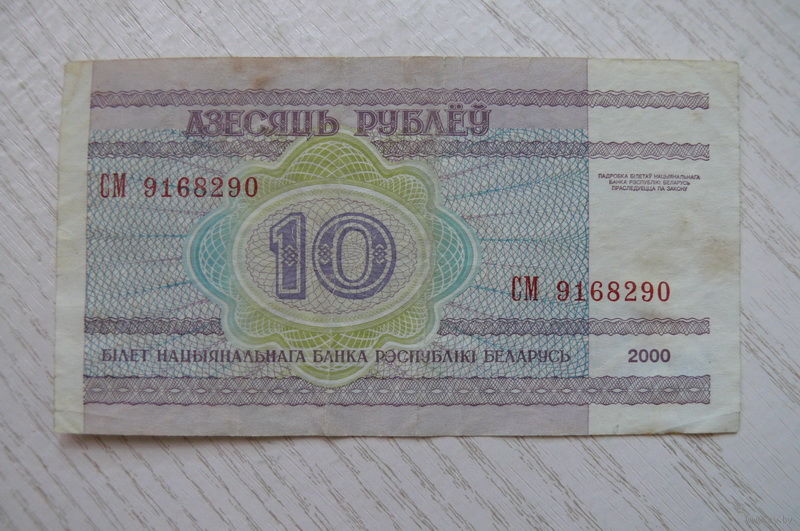 ДЗЕСЯЦЬ РУБЛЁЎ
СМ 9168290
ПАДРОБКА БІЛЕТАЎ НАЦЫЯНАЛЬНАГА
БАНКА РЭСПУБЛІКІ БЕЛАРУСЬ
ПРАСЛЕДУЕЦЦА ПА ЗАКОНУ
10
СМ 9168290
БІЛЕТ НАЦЫЯНАЛЬНАГА БАНКА РЭСПУБЛІКІ БЕЛАРУСЬ 2000